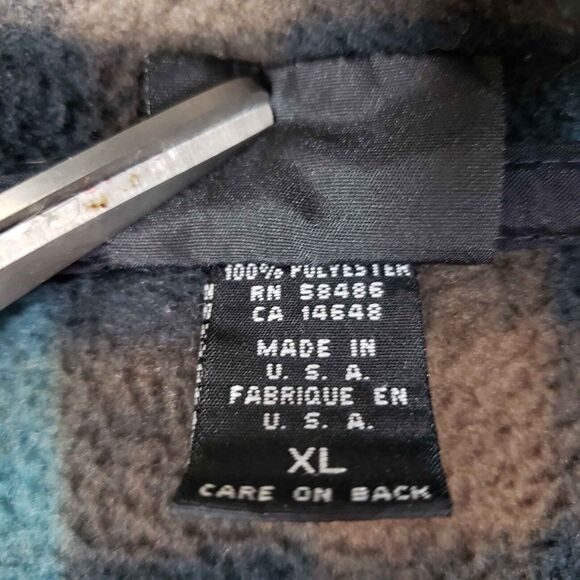 100% POLYESTER
RN 58486
CA 14648
MADE IN
U. S. A.
FABRIQUE EN
U. S. A.
XL
CARE ON BACK